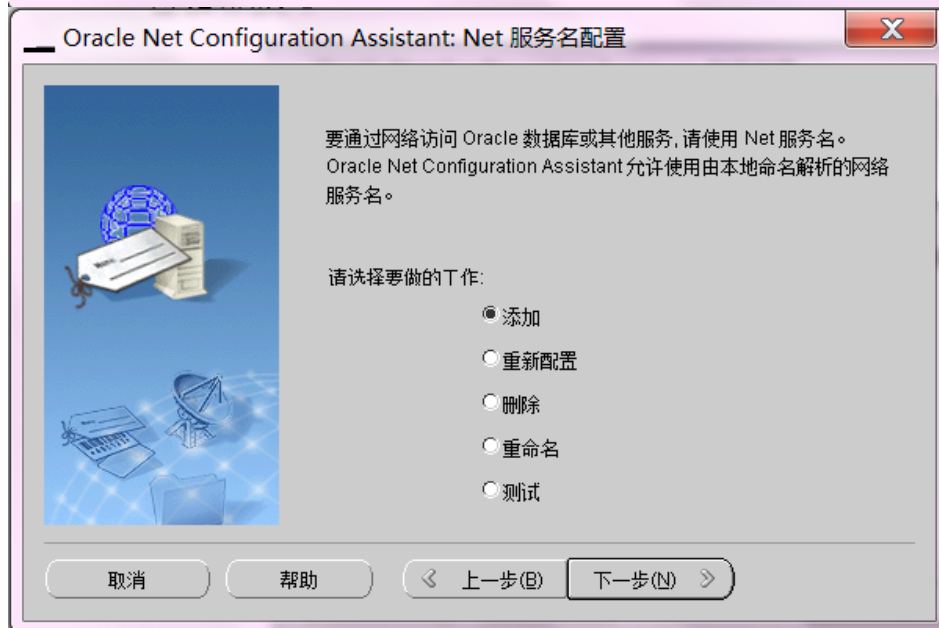 Oracle Net Configuration Assistant: Net 服务名配置
要通过网络访问 Oracle 数据库或其他服务, 请使用 Net 服务名。
Oracle Net Configuration Assistant 允许使用由本地命名解析的网络
服务名。
请选择要做的工作:
添加
重新配置
删除
重命名
测试
取消
帮助
上一步(B)
下一步(N)